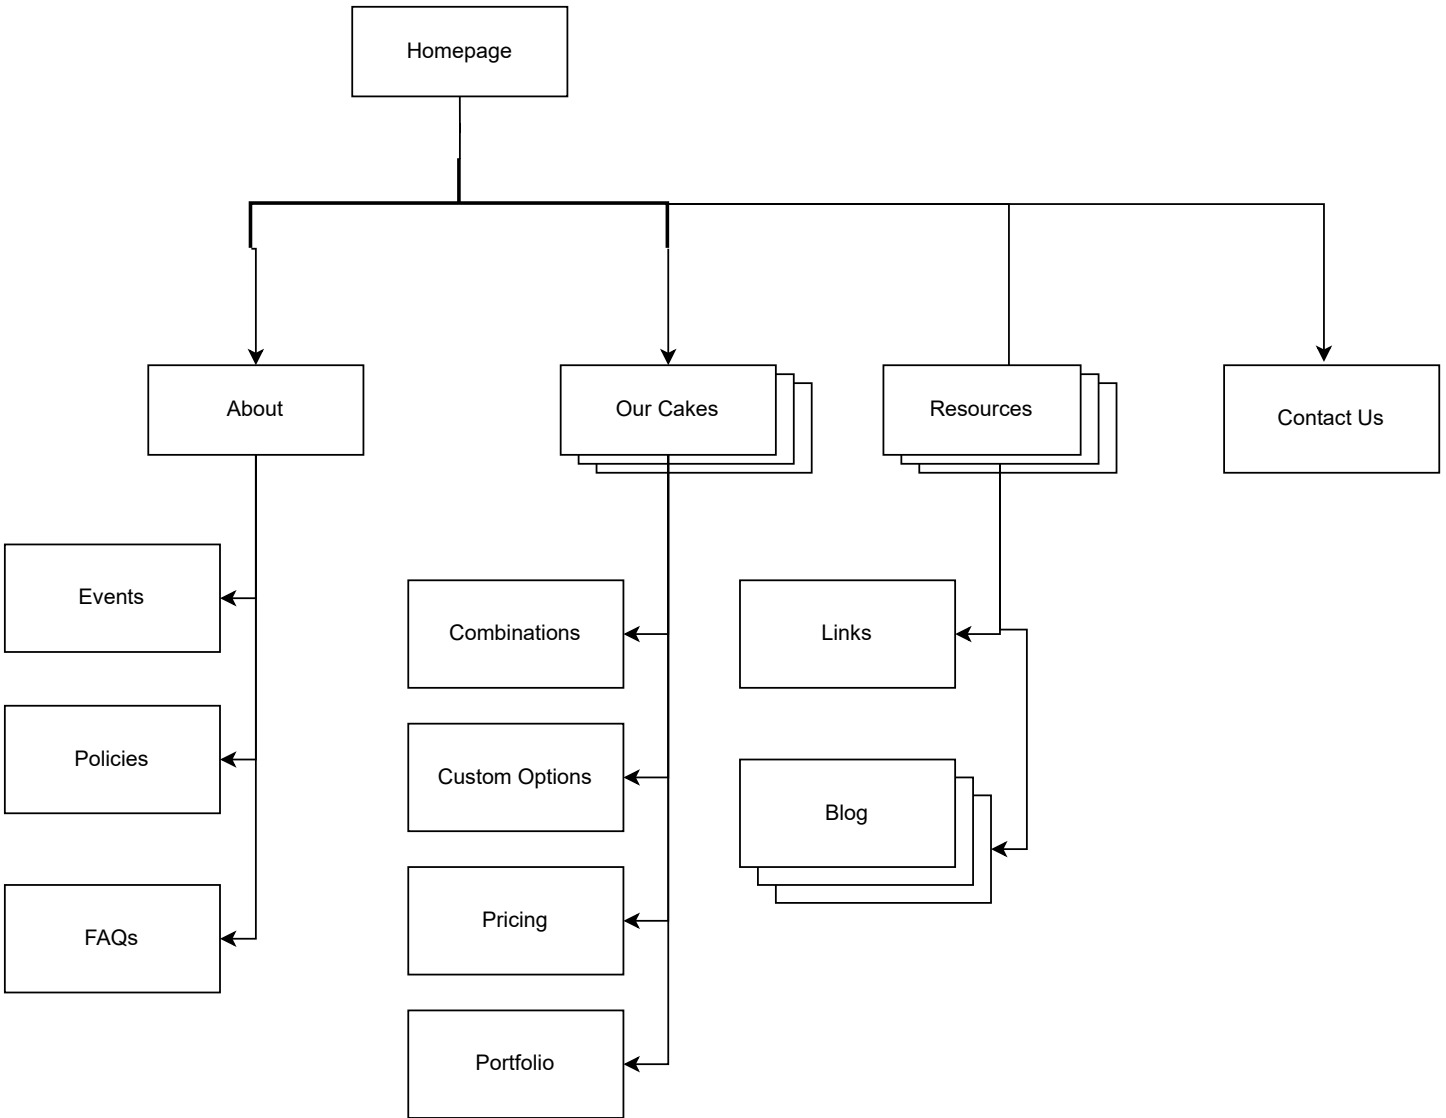 Homepage
About
Our Cakes
Resources
Contact Us
Events
Policies
FAQs
Combinations
Custom Options
Pricing
Portfolio
Links
Blog